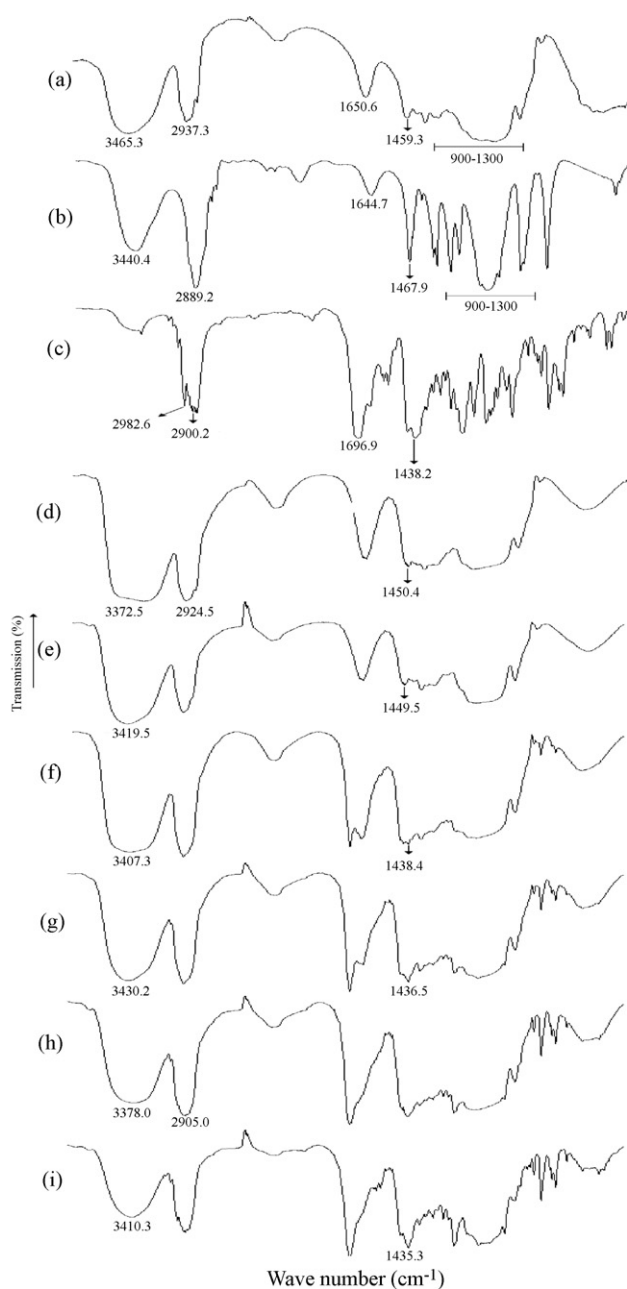 (a)
3465.3
2937.3
1650.6
1459.3
900-1300
(b)
3440.4
2889.2
1644.7
1467.9
900-1300
(c)
2982.6
2900.2
1696.9
1438.2
(d)
3372.5
2924.5
1450.4
Transmission (%)
(e)
3419.5
1449.5
(f)
3407.3
1438.4
(g)
3430.2
1436.5
(h)
3378.0
2905.0
(i)
3410.3
1435.3
Wave number (cm-1)